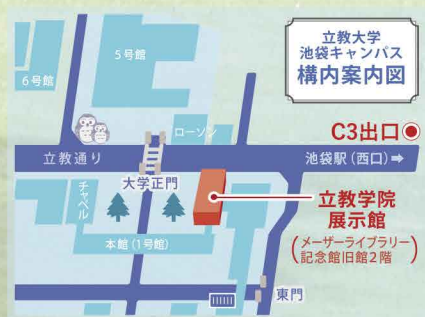 立教大学
池袋キャンパス
構内案内図
5号館
6号館
ローソン
C3出口
立教通り
池袋駅(西口)➡
大学正門
チャペル
立教学院
展示館
(メーザーライブラリー
記念館旧館2階)
本館(1号館)
東門